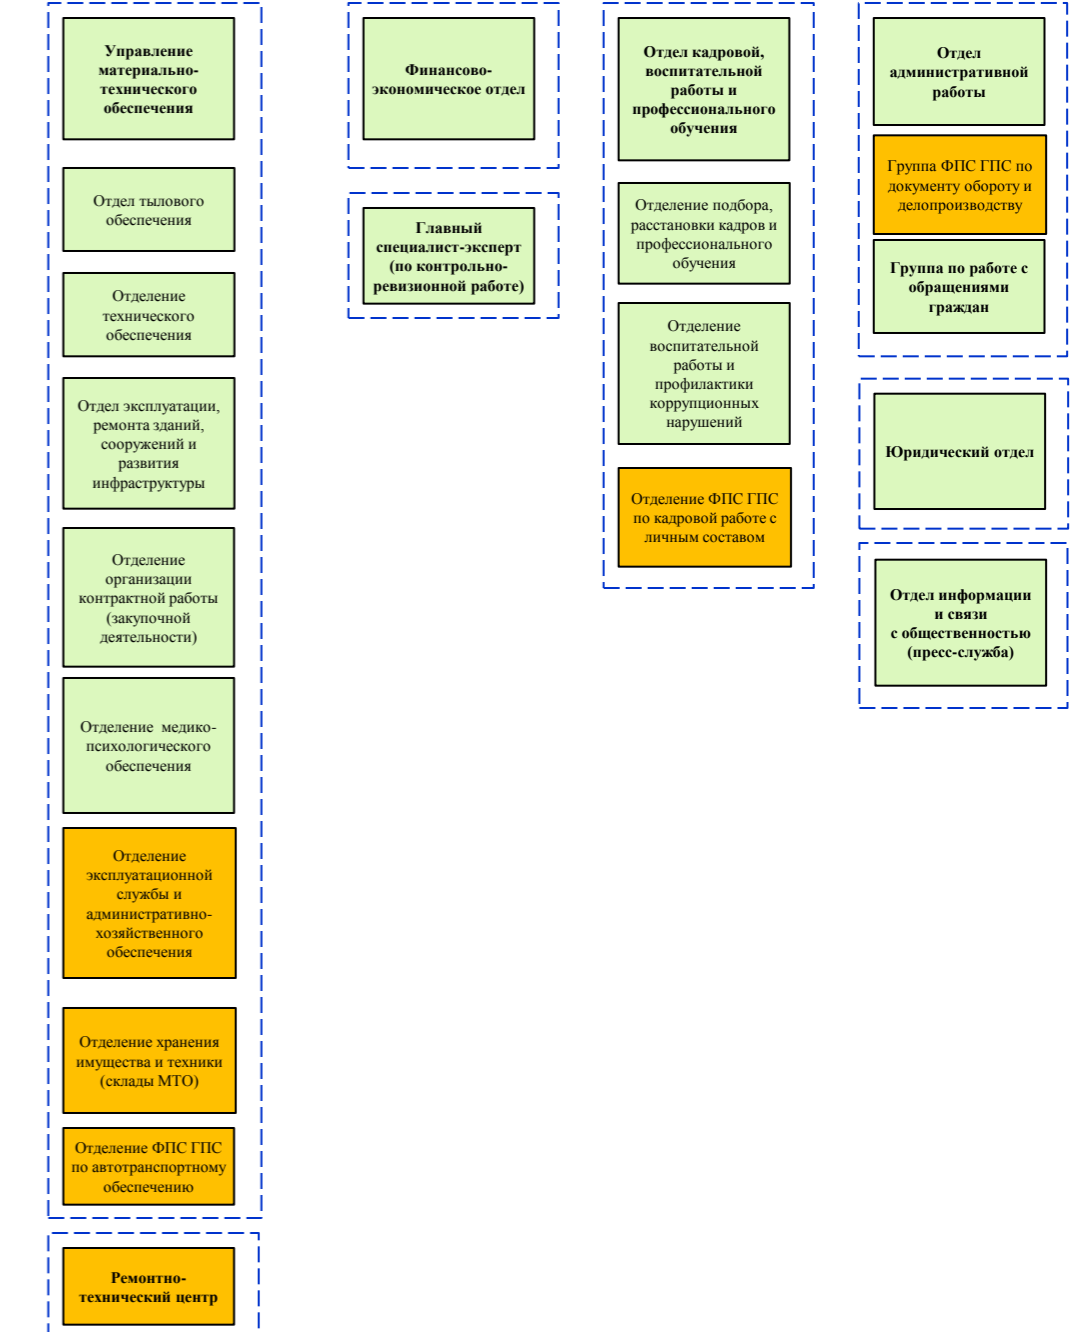 Управление
материально-
технического
обеспечения
Отдел тылового
обеспечения
Отделение
технического
обеспечения
Отдел эксплуатации,
ремонта зданий,
сооружений и
развития
инфраструктуры
Отделение
организации
контрактной работы
(закупочной
деятельности)
Отделение медико-
психологического
обеспечения
Отделение
эксплуатационной
службы и
административно-
хозяйственного
обеспечения
Отделение хранения
имущества и техники
(склады МТО)
Отделение ФПС ГПС
по автотранспортному
обеспечению
Ремонтно-
технический центр
Финансово-
экономическое отдел
Главный
специалист-эксперт
(по контрольно-
ревизионной работе)
Отдел кадровой,
воспитательной
работы и
профессионального
обучения
Отделение подбора,
расстановки кадров и
профессионального
обучения
Отделение
воспитательной
работы и
профилактики
коррупционных
нарушений
Отделение ФПС ГПС
по кадровой работе с
личным составом
Отдел
административной
работы
Группа ФПС ГПС по
документу обороту и
делопроизводству
Группа по работе с
обращениями
граждан
Юридический отдел
Отдел информации
и связи
с общественностью
(пресс-служба)